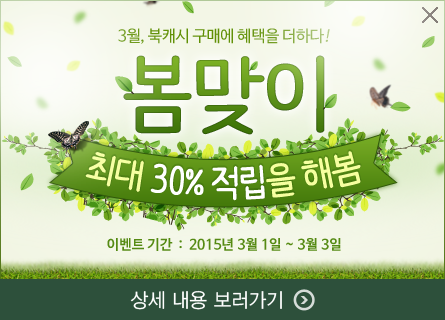 3월, 북캐시 구매에 혜택을 더하다!
봄맞이
최대 30% 적립을 해봄
이벤트 기간 : 2015년 3월 1일 ~ 3월 3일
상세 내용 보러가기